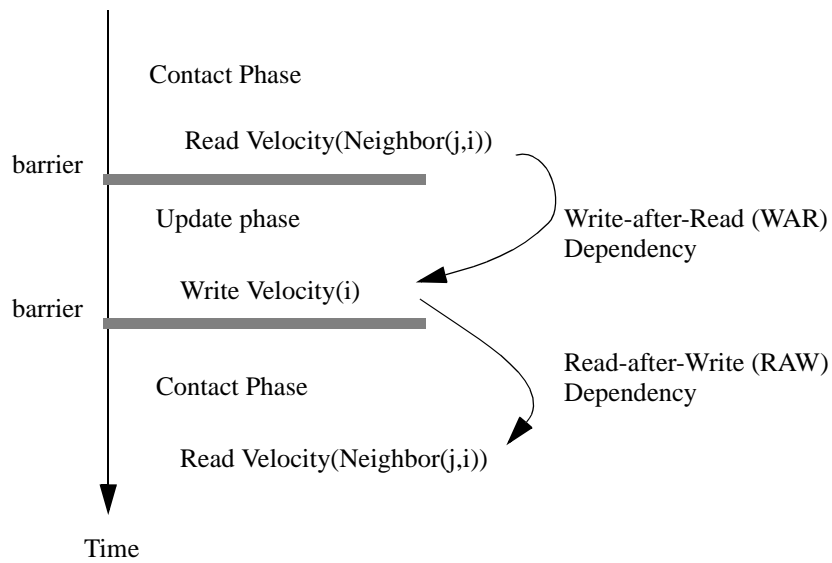 Contact Phase
Read Velocity(Neighbor(j,i))
barrier
Update phase
Write-after-Read (WAR)
Dependency
Write Velocity(i)
barrier
Read-after-Write (RAW)
Dependency
Contact Phase
Read Velocity(Neighbor(j,i))
Time